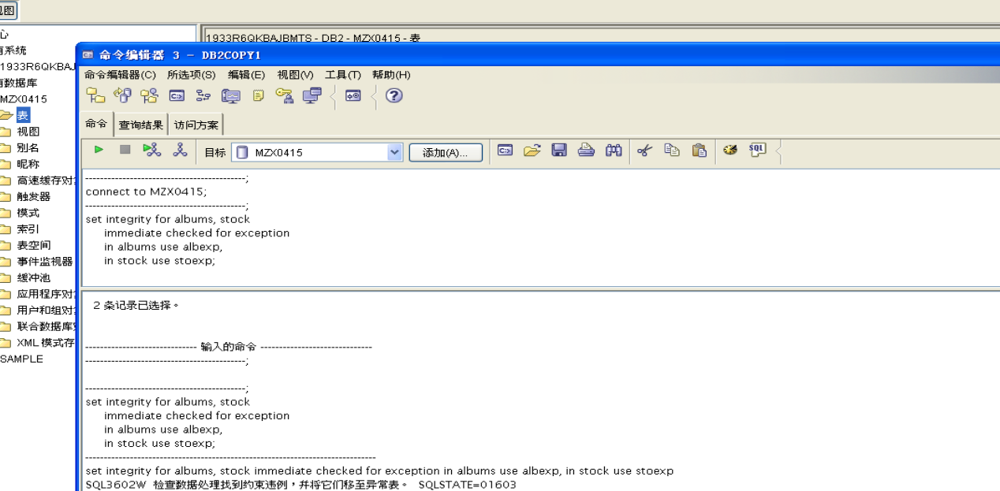 视图
心
有系统
1933R6QKBAJ
有数据库
MZX0415
表
视图
别名
昵称
高速缓存对
触发器
模式
索引
表空间
事件监视器
缓冲池
应用程序对
用户和组对
联合数据库
XML 模式存
SAMPLE
1933R6QKBAJBMTS - DB2 - MZX0415 - 表
命令编辑器 3 - DB2COPY1
命令编辑器(C) 所选项(S) 编辑(E) 视图(V) 工具(T) 帮助(H)
命令 查询结果 访问方案
目标 MZX0415 添加(A)... SQL
-------------------------------------------;
connect to MZX0415;
-------------------------------------------;
set integrity for albums, stock
immediate checked for exception
in albums use albexp,
in stock use stoexp;
2 条记录已选择。
------------------------------ 输入的命令 ------------------------------
-------------------------------------------;
-------------------------------------------;
set integrity for albums, stock
immediate checked for exception
in albums use albexp,
in stock use stoexp;
------------------------------------------------------------------------------
set integrity for albums, stock immediate checked for exception in albums use albexp, in stock use stoexp
SQL3602W 检查数据处理找到约束违例，并将它们移至异常表。 SQLSTATE=01603